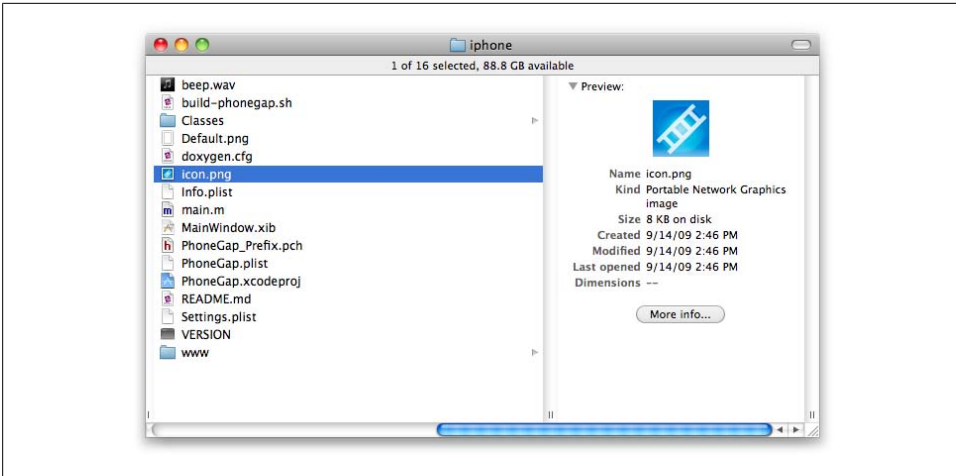 iphone
1 of 16 selected, 88.8 GB available
beep.wav
build-phonegap.sh
Classes
Default.png
doxygen.cfg
icon.png
Info.plist
main.m
MainWindow.xib
PhoneGap_Prefix.pch
PhoneGap.plist
PhoneGap.xcodeproj
README.md
Settings.plist
VERSION
www
Preview:
Name icon.png
Kind Portable Network Graphics
image
Size 8 KB on disk
Created 9/14/09 2:46 PM
Modified 9/14/09 2:46 PM
Last opened 9/14/09 2:46 PM
Dimensions --
More info...